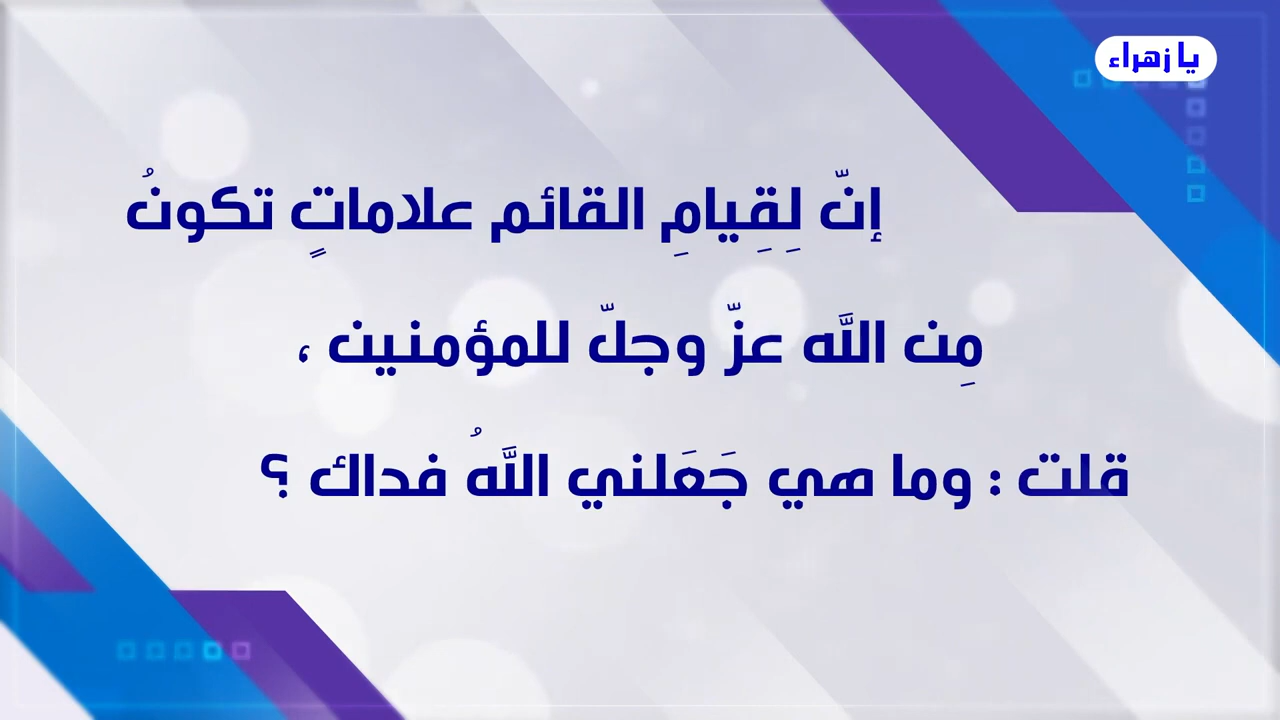 يا زهراء
إنّ لِقِيامِ القائم علاماتٍ تكونُ
مِن اللَّه عزّ وجلّ للمؤمنين ،
قلت : وما هي جَعَلني اللَّهُ فداك ؟